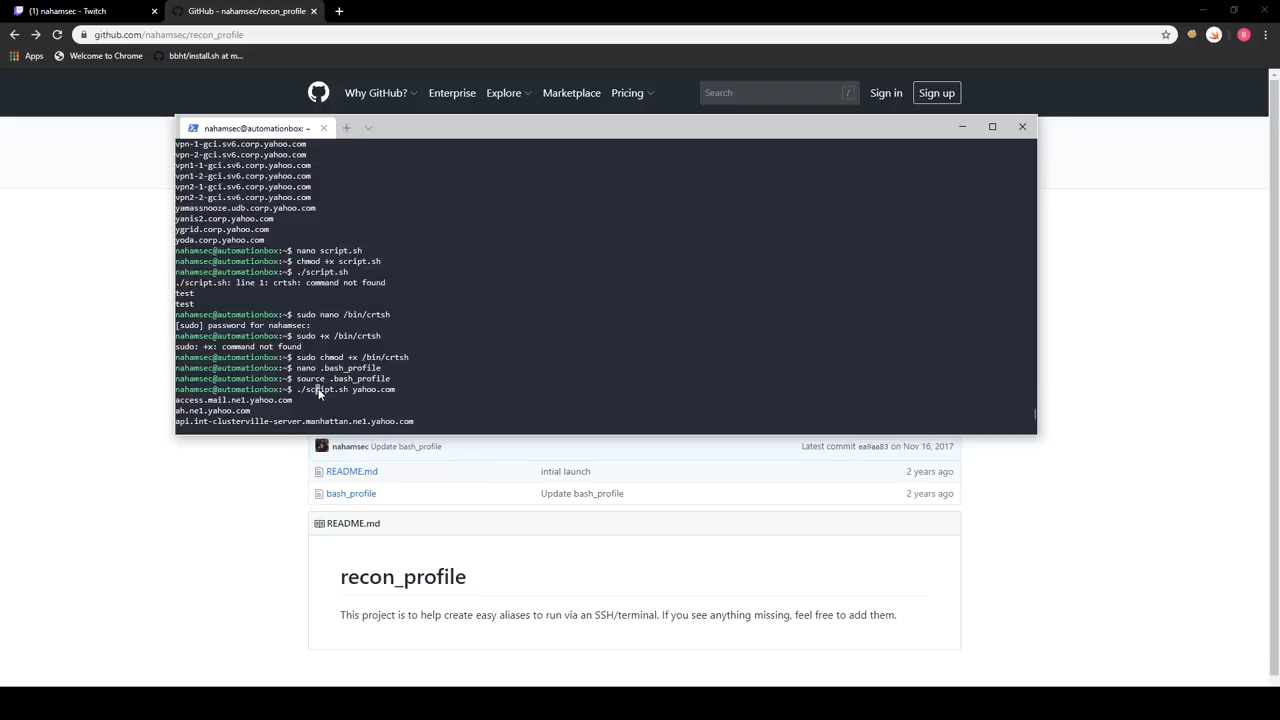 (1) nahamsec - Twitch
GitHub - nahamsec/recon_profile
github.com/nahamsec/recon_profile
B
Apps
Welcome to Chrome
bbht/install.sh at m...
Why GitHub?
Enterprise
Explore
Marketplace
Pricing
Search
/
Sign in
Sign up
nahamsec@automationbox: ~
vpn-1-gci.sv6.corp.yahoo.com
vpn-2-gci.sv6.corp.yahoo.com
vpn1-1-gci.sv6.corp.yahoo.com
vpn1-2-gci.sv6.corp.yahoo.com
vpn2-1-gci.sv6.corp.yahoo.com
vpn2-2-gci.sv6.corp.yahoo.com
yamassnooze.udb.corp.yahoo.com
yanis2.corp.yahoo.com
ygrid.corp.yahoo.com
yoda.corp.yahoo.com
nahamsec@automationbox:~$ nano script.sh
nahamsec@automationbox:~$ chmod +x script.sh
nahamsec@automationbox:~$ ./script.sh
./script.sh: line 1: crtsh: command not found
test
test
nahamsec@automationbox:~$ sudo nano /bin/crtsh
[sudo] password for nahamsec:
nahamsec@automationbox:~$ sudo +x /bin/crtsh
sudo: +x: command not found
nahamsec@automationbox:~$ sudo chmod +x /bin/crtsh
nahamsec@automationbox:~$ nano .bash_profile
nahamsec@automationbox:~$ source .bash_profile
nahamsec@automationbox:~$ ./script.sh yahoo.com
access.mail.ne1.yahoo.com
ah.ne1.yahoo.com
api.int-clusterville-server.manhattan.ne1.yahoo.com
nahamsec Update bash_profile
Latest commit ea9aa83 on Nov 16, 2017
README.md
intial launch
2 years ago
bash_profile
Update bash_profile
2 years ago
README.md
recon_profile
This project is to help create easy aliases to run via an SSH/terminal. If you see anything missing, feel free to add them.